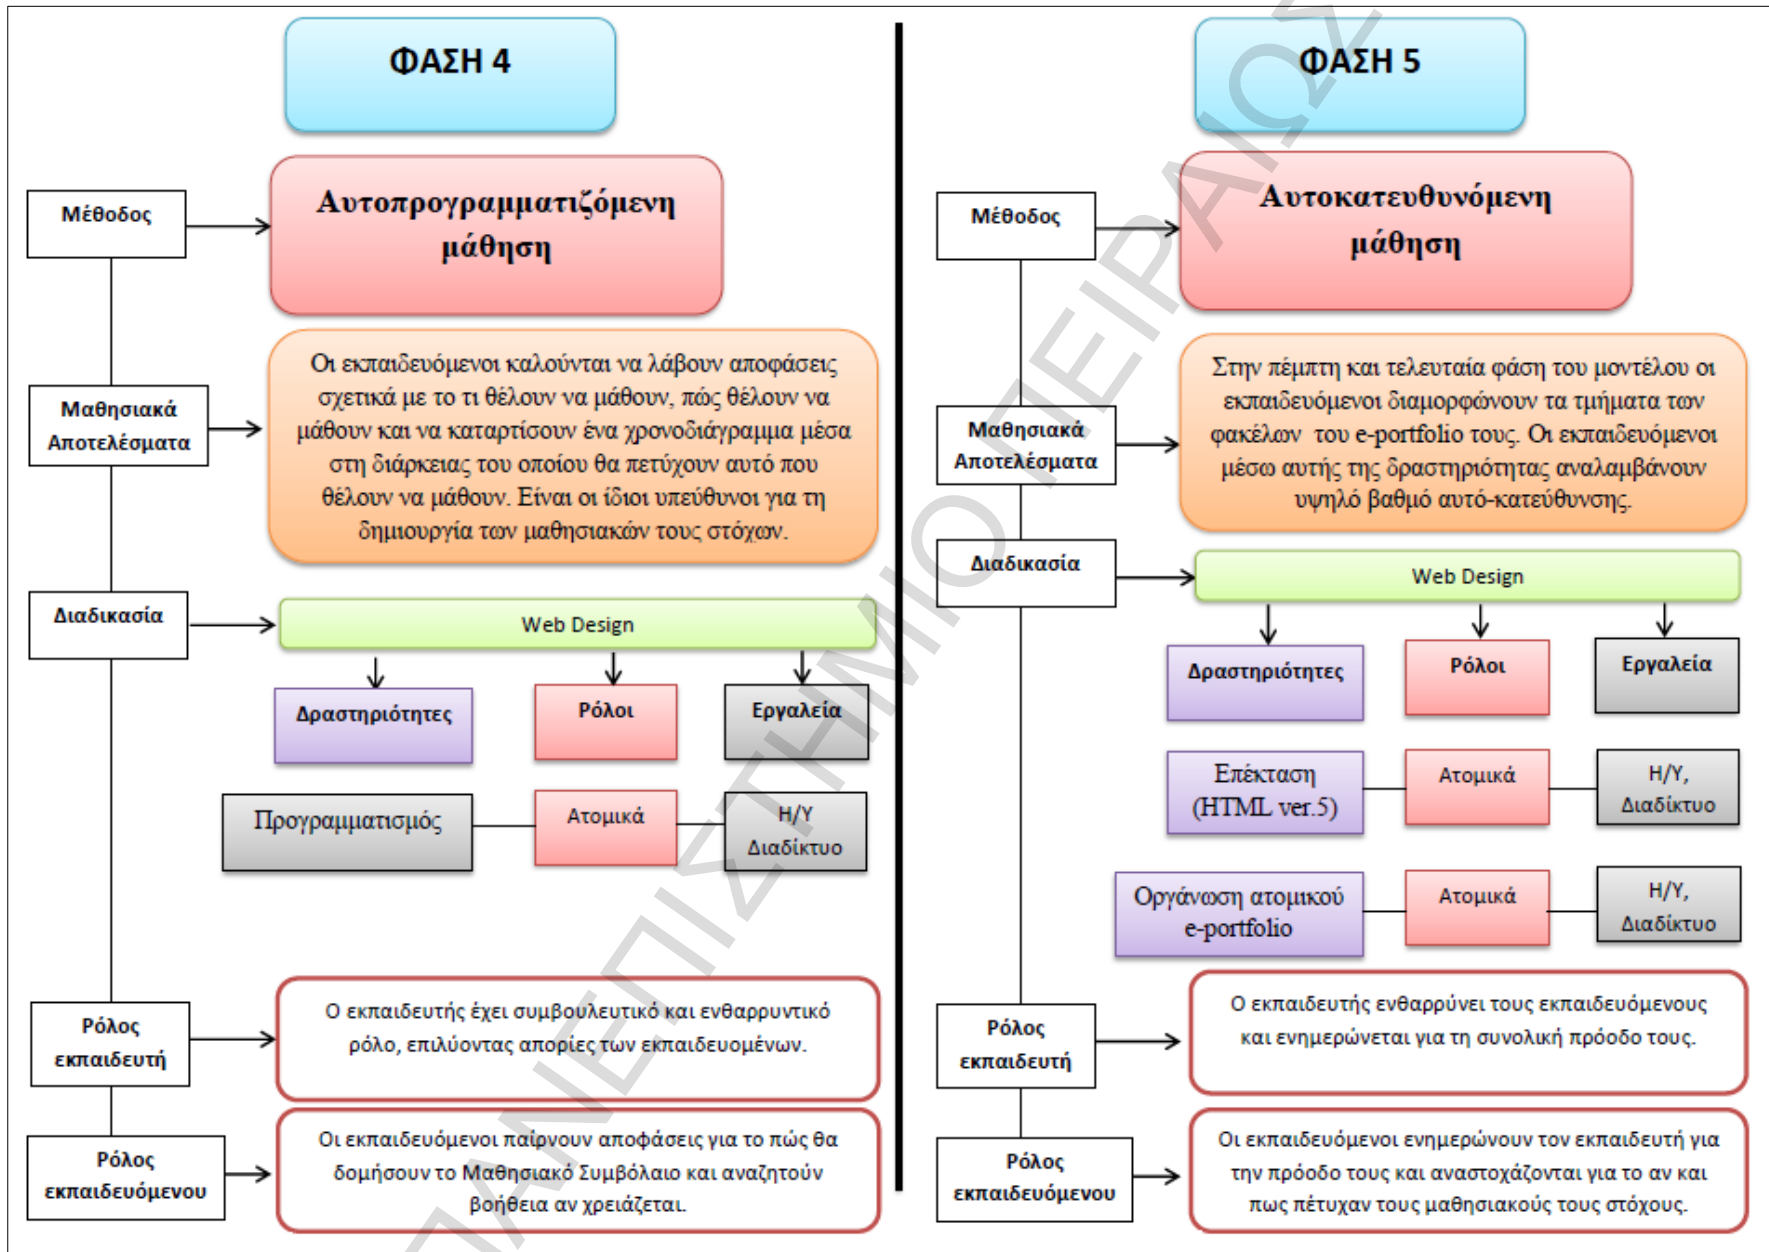 ΦΑΣΗ 4
Μέθοδος
Αυτοπρογραμματιζόμενη
μάθηση
Μαθησιακά
Αποτελέσματα
Οι εκπαιδευόμενοι καλούνται να λάβουν αποφάσεις
σχετικά με το τι θέλουν να μάθουν, πώς θέλουν να
μάθουν και να καταρτίσουν ένα χρονοδιάγραμμα μέσα
στη διάρκειας του οποίου θα πετύχουν αυτό που
θέλουν να μάθουν. Είναι οι ίδιοι υπεύθυνοι για τη
δημιουργία των μαθησιακών τους στόχων.
Διαδικασία
Web Design
Δραστηριότητες
Ρόλοι
Εργαλεία
Προγραμματισμός
Ατομικά
Η/Υ
Διαδίκτυο
Ρόλος
εκπαιδευτή
Ο εκπαιδευτής έχει συμβουλευτικό και ενθαρρυντικό
ρόλο, επιλύοντας απορίες των εκπαιδευομένων.
Ρόλος
εκπαιδευόμενου
Οι εκπαιδευόμενοι παίρνουν αποφάσεις για το πώς θα
δομήσουν το Μαθησιακό Συμβόλαιο και αναζητούν
βοήθεια αν χρειάζεται.
ΦΑΣΗ 5
Μέθοδος
Αυτοκατευθυνόμενη
μάθηση
Μαθησιακά
Αποτελέσματα
Στην πέμπτη και τελευταία φάση του μοντέλου οι
εκπαιδευόμενοι διαμορφώνουν τα τμήματα των
φακέλων του e-portfolio τους. Οι εκπαιδευόμενοι
μέσω αυτής της δραστηριότητας αναλαμβάνουν
υψηλό βαθμό αυτό-κατεύθυνσης.
Διαδικασία
Web Design
Δραστηριότητες
Ρόλοι
Εργαλεία
Επέκταση
(HTML ver.5)
Ατομικά
Η/Υ,
Διαδίκτυο
Οργάνωση ατομικού
e-portfolio
Ατομικά
Η/Υ,
Διαδίκτυο
Ρόλος
εκπαιδευτή
Ο εκπαιδευτής ενθαρρύνει τους εκπαιδευόμενους
και ενημερώνεται για τη συνολική πρόοδο τους.
Ρόλος
εκπαιδευόμενου
Οι εκπαιδευόμενοι ενημερώνουν τον εκπαιδευτή για
την πρόοδο τους και αναστοχάζονται για το αν και
πως πέτυχαν τους μαθησιακούς τους στόχους.
ΠΑΝΕΠΙΣΤΗΜΙΟ ΠΕΙΡΑΙΩΣ